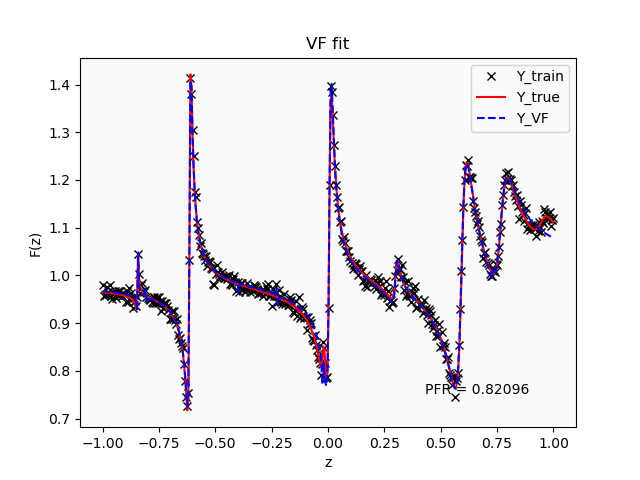 VF fit
Y_train
Y_true
Y_VF
F(z)
1.4
1.3
1.2
1.1
1.0
0.9
0.8
0.7
PFR = 0.82096
−1.00 −0.75 −0.50 −0.25 0.00 0.25 0.50 0.75 1.00
z